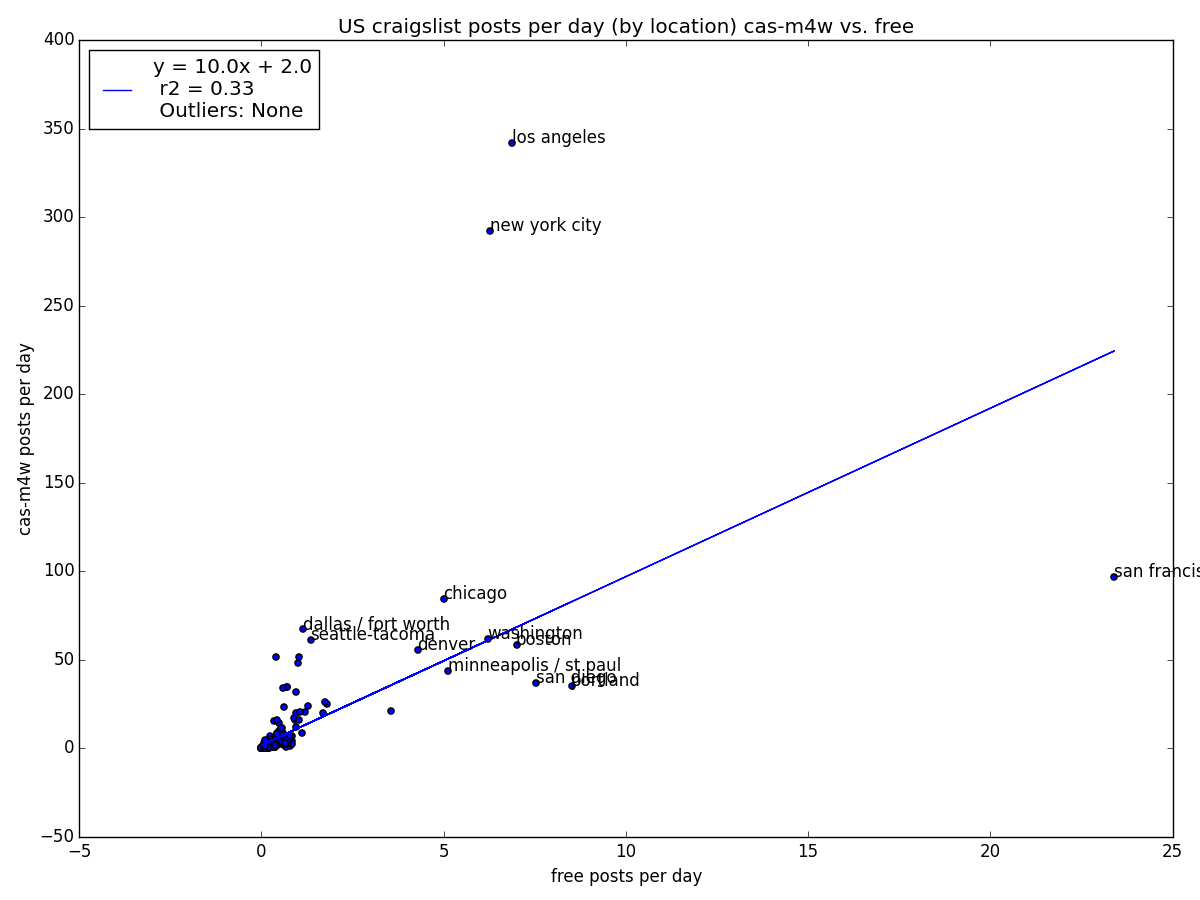 US craigslist posts per day (by location) cas-m4w vs. free
400
350
300
250
200
150
100
50
0
−50
y = 10.0x + 2.0
r2 = 0.33
Outliers: None
los angeles
new york city
san francis
chicago
dallas / fort worth
seattle-tacoma
washington
boston
denver
minneapolis / st paul
san diego
portland
−5
0
5
10
15
20
25
free posts per day
cas-m4w posts per day